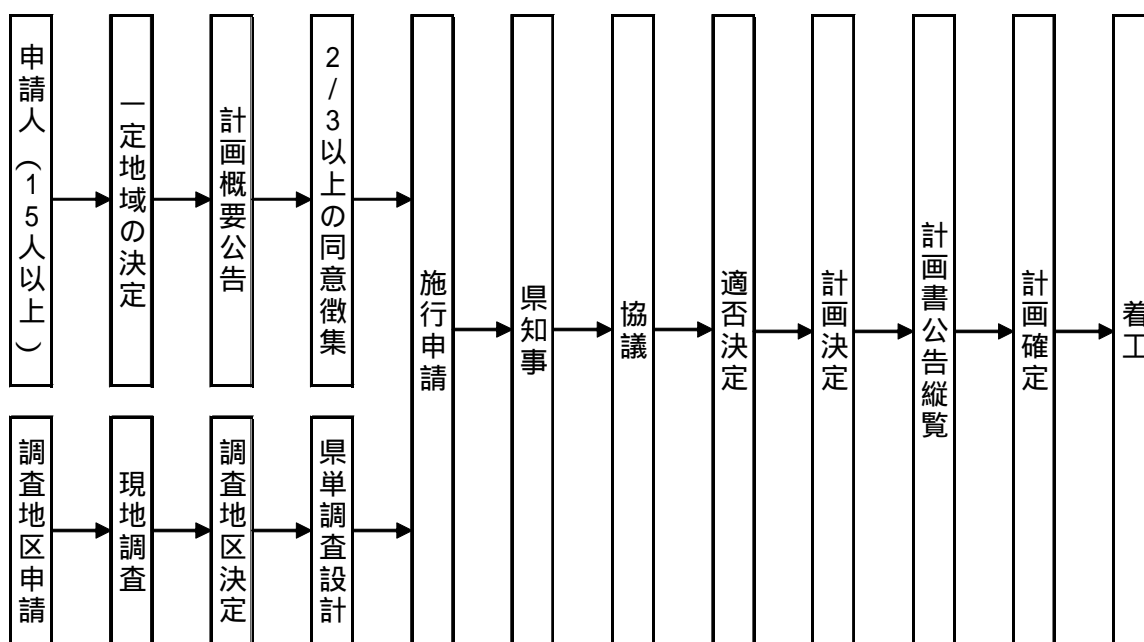 申請人（15人以上）
一定地域の決定
計画概要公告
2/3以上の同意徴集
調査地区申請
現地調査
調査地区決定
県単調査設計
施行申請
県知事
協議
適否決定
計画決定
計画書公告縦覧
計画確定
着工